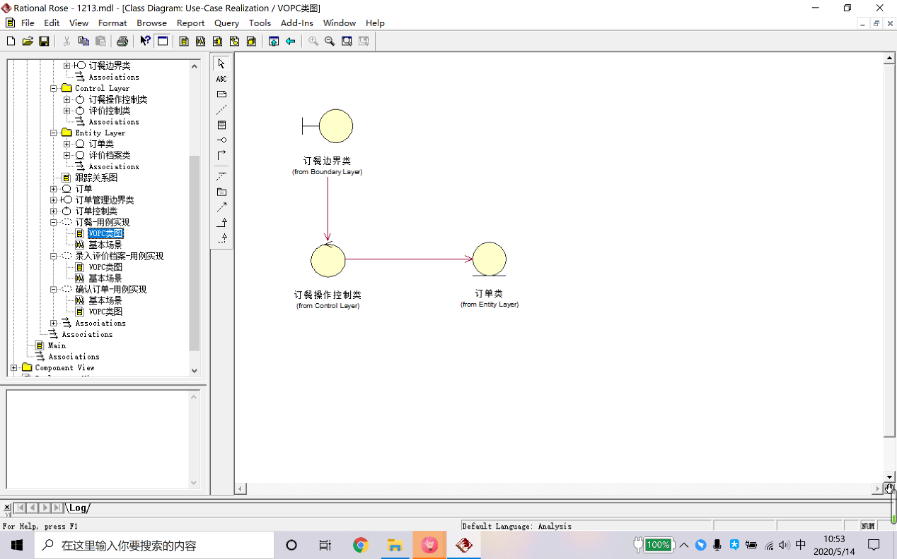 Rational Rose - 1213.mdl - [Class Diagram: Use-Case Realization / VOPC类图]
File Edit View Format Browse Report Query Tools Add-Ins Window Help
订餐边界类
Associations
Control Layer
订餐操作控制类
评价控制类
Associations
Entity Layer
订单类
评价档案类
Associations
跟踪关系图
订单
订单管理边界类
订单控制类
订餐-用例实现
VOPC类图
基本场景
录入评价档案-用例实现
VOPC类图
基本场景
确认订单-用例实现
基本场景
VOPC类图
Associations
Associations
Main
Associations
Component View
ABC
订餐边界类
(from Boundary Layer)
订餐操作控制类
(from Control Layer)
订单类
(from Entity Layer)
Log
For Help, press F1
Default Language: Analysis
NUM
在这里输入你要搜索的内容
100%
中
10:53
2020/5/14